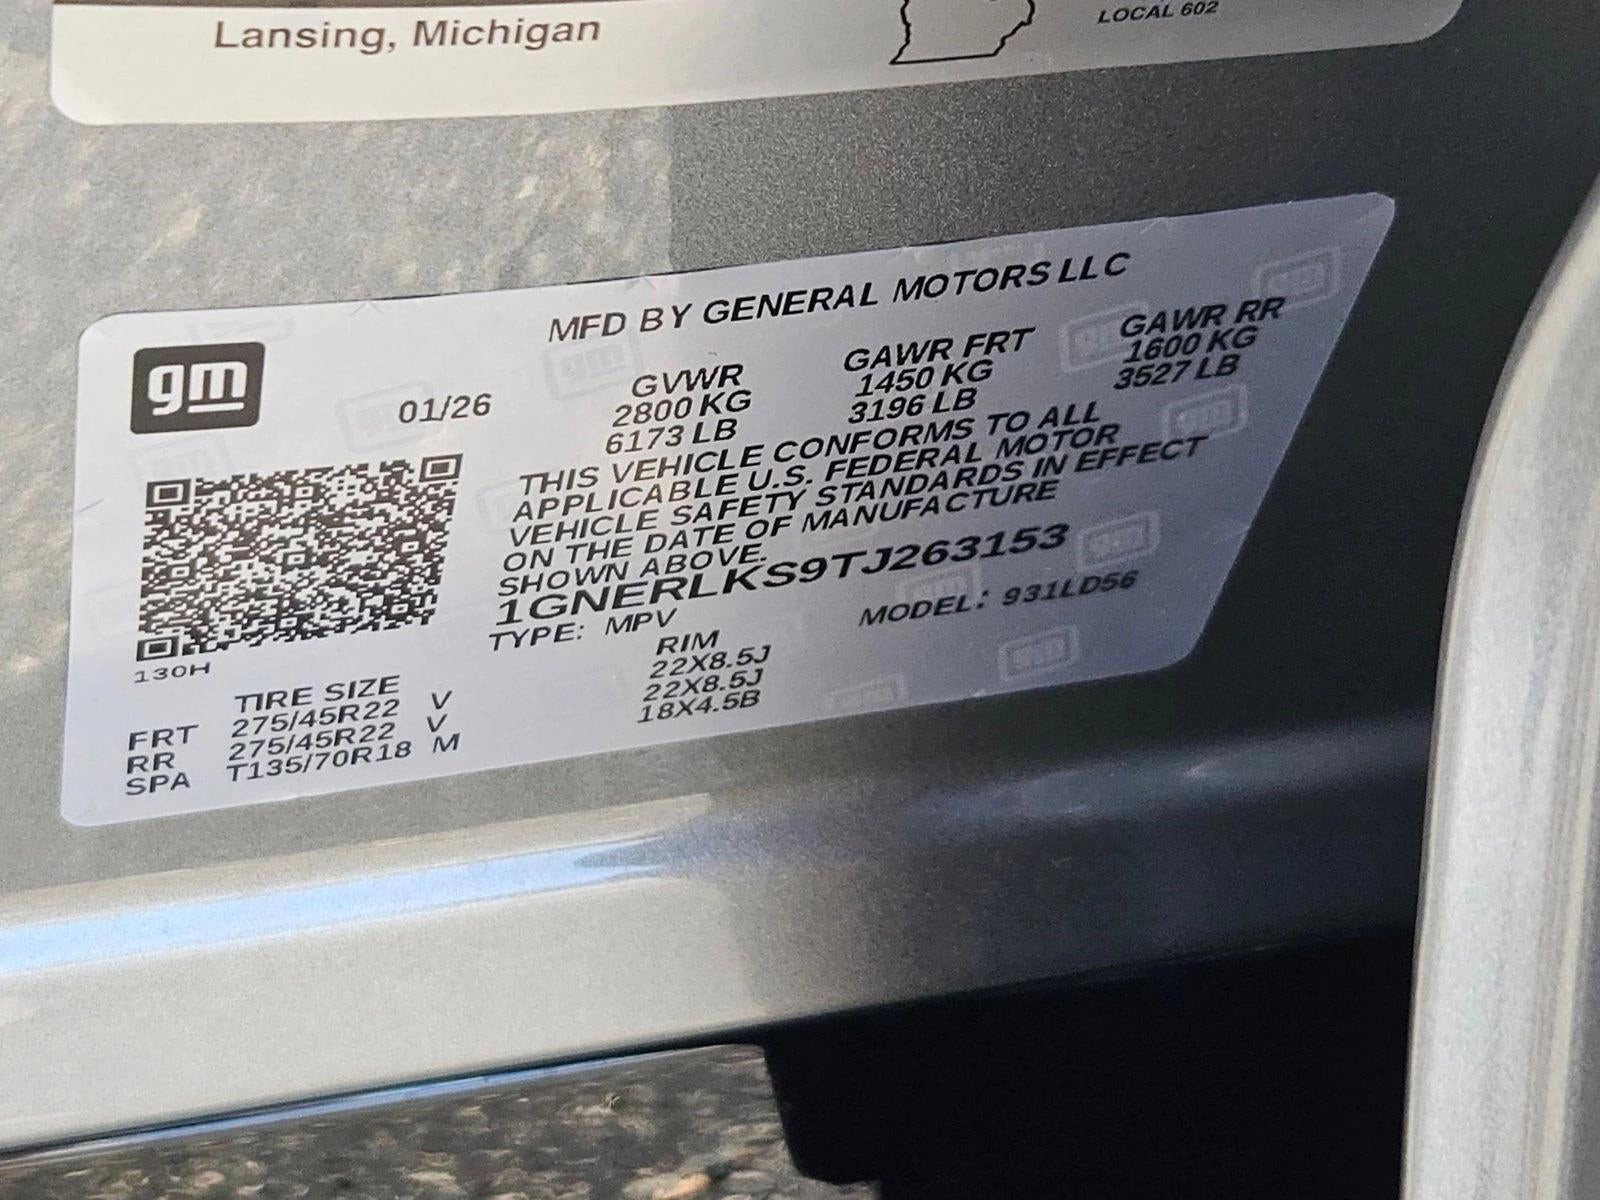 Lansing, Michigan
LOCAL 602
MFD BY GENERAL MOTORS LLC
gm
01/26
GVWR GAWR FRT GAWR RR
2800 KG 1450 KG 1600 KG
6173 LB 3196 LB 3527 LB
THIS VEHICLE CONFORMS TO ALL
APPLICABLE U.S. FEDERAL MOTOR
VEHICLE SAFETY STANDARDS IN EFFECT
ON THE DATE OF MANUFACTURE
SHOWN ABOVE.
1GNERLKS9TJ263153
TYPE: MPV MODEL: 931LD56
130H
TIRE SIZE RIM
FRT 275/45R22 V 22X8.5J
RR 275/45R22 V 22X8.5J
SPA T135/70R18 M 18X4.5B